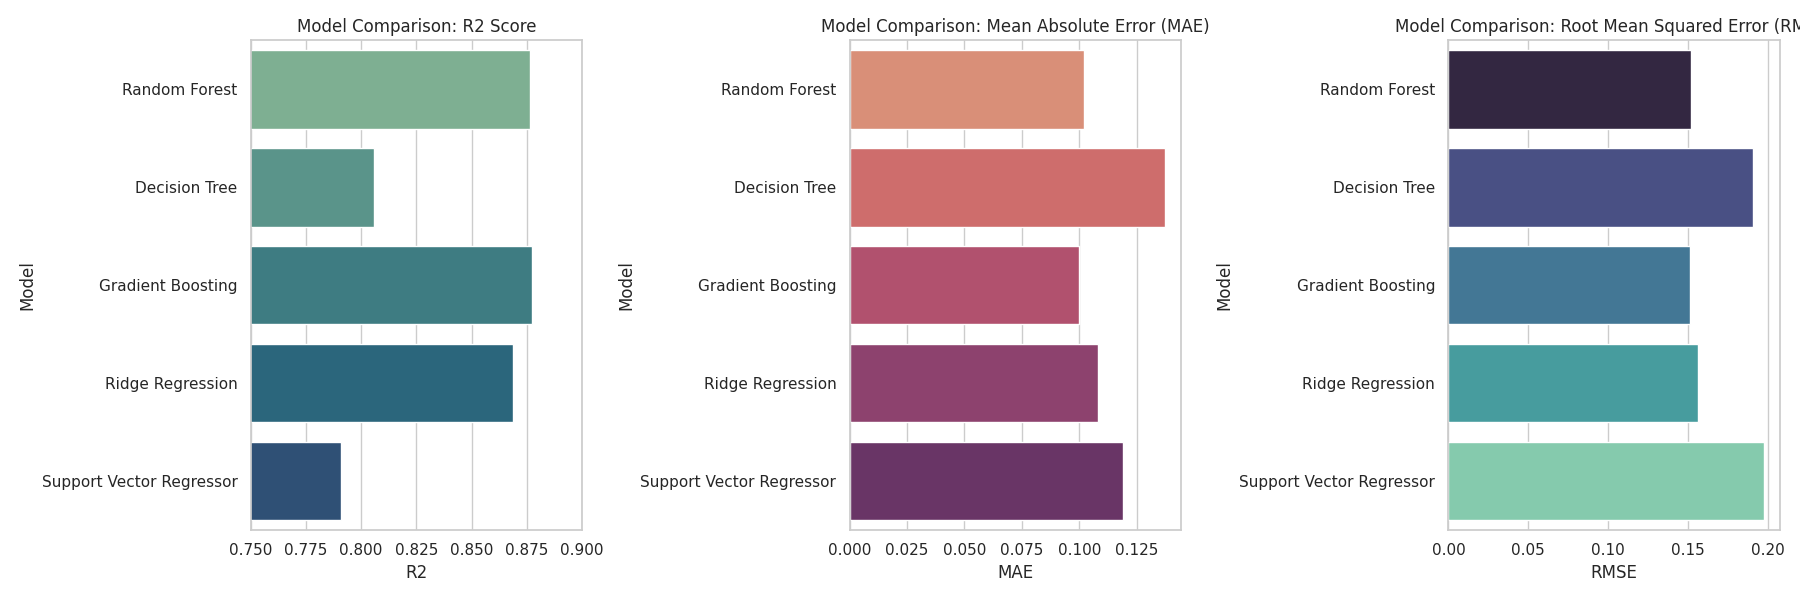 Model Comparison: R2 Score
Model
Random Forest
Decision Tree
Gradient Boosting
Ridge Regression
Support Vector Regressor
0.750 0.775 0.800 0.825 0.850 0.875 0.900
R2
Model Comparison: Mean Absolute Error (MAE)
Model
Random Forest
Decision Tree
Gradient Boosting
Ridge Regression
Support Vector Regressor
0.000 0.025 0.050 0.075 0.100 0.125
MAE
Model Comparison: Root Mean Squared Error (RM
Model
Random Forest
Decision Tree
Gradient Boosting
Ridge Regression
Support Vector Regressor
0.00 0.05 0.10 0.15 0.20
RMSE